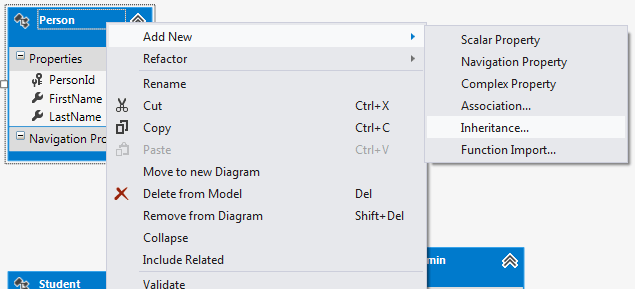 Person
Properties
PersonId
FirstName
LastName
Navigation Pro
Add New
Refactor
Rename
Cut Ctrl+X
Copy Ctrl+C
Paste Ctrl+V
Move to new Diagram
Delete from Model Del
Remove from Diagram Shift+Del
Collapse
Include Related
Validate
Scalar Property
Navigation Property
Complex Property
Association...
Inheritance...
Function Import...
Student
min